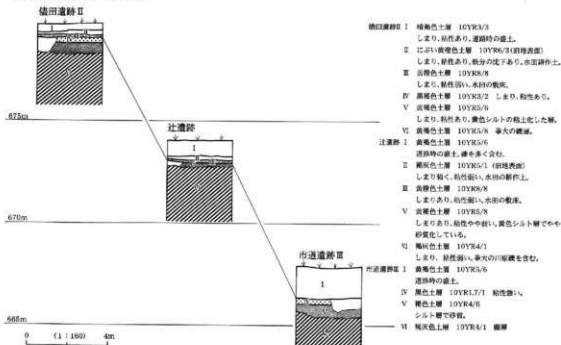 儘田遺跡Ⅱ
675m
辻遺跡
670m
市道遺跡Ⅲ
665m
0 (1:160) 4m
儘田遺跡Ⅱ Ⅰ 暗褐色土層 10YR3/3
しまり、粘性あり。道路時の盛土。
Ⅱ にぶい黄橙色土層 10YR6/3(旧地表面)
しまり、粘性あり。鉄分の沈下あり。水田耕作土。
Ⅲ 黄橙色土層 10YR8/8
しまり、粘性弱い。水田の敷床。
Ⅳ 黒褐色土層 10YR3/2 しまり、粘性あり。
Ⅴ 黄褐色土層 10YR5/6
しまり、粘性あり。黄色シルトの粘土化した層。
Ⅵ 黄褐色土層 10YR5/8 拳大の礫層。
辻遺跡 Ⅰ 黄褐色土層 10YR5/6
道路時の盛土。礫を多く含む。
Ⅱ 褐灰色土層 10YR5/1(旧地表面)
しまり強く、粘性弱い。水田の耕作土。
Ⅲ 黄橙色土層 10YR8/8
しまりあり、粘性弱い。水田の敷床。
Ⅴ 黄褐色土層 10YR5/8
しまりあり、粘性やや弱い。黄色シルト層でやや
砂質化している。
Ⅵ 褐灰色土層 10YR4/1
しまり、粘性弱い。拳大の川原礫を含む。
市道遺跡Ⅲ Ⅰ 黄褐色土層 10YR5/6
道路時の盛土。
Ⅳ 黒色土層 10YR1.7/1 粘性強い。
Ⅴ 褐色土層 10YR4/6
シルト層で砂質。
Ⅵ 褐灰色土層 10YR4/1 礫層